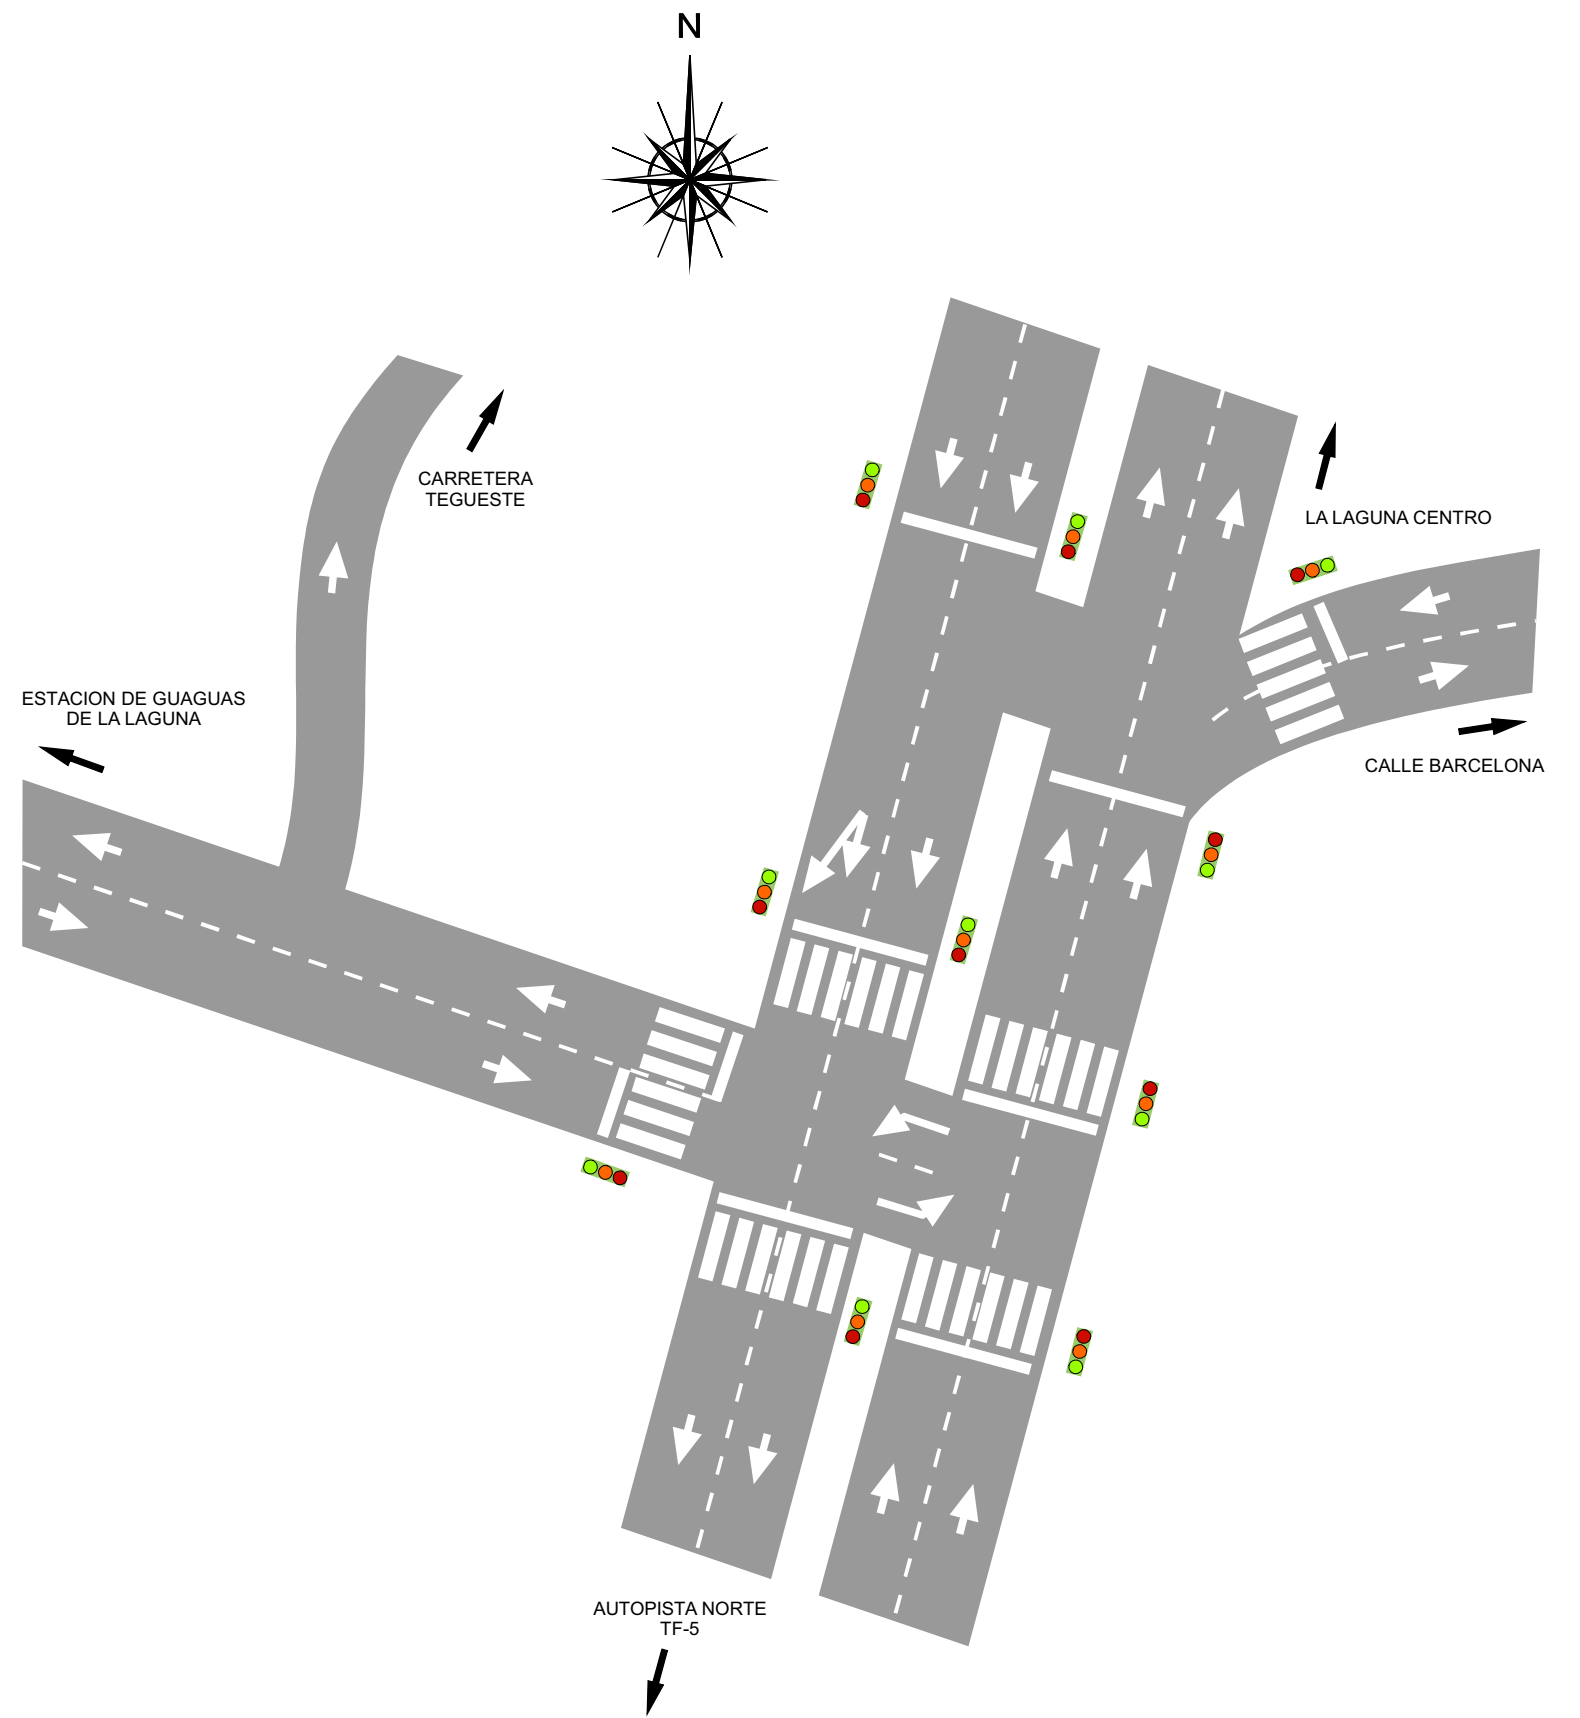 N
CARRETERA
TEGUESTE
LA LAGUNA CENTRO
ESTACION DE GUAGUAS
DE LA LAGUNA
CALLE BARCELONA
AUTOPISTA NORTE
TF-5